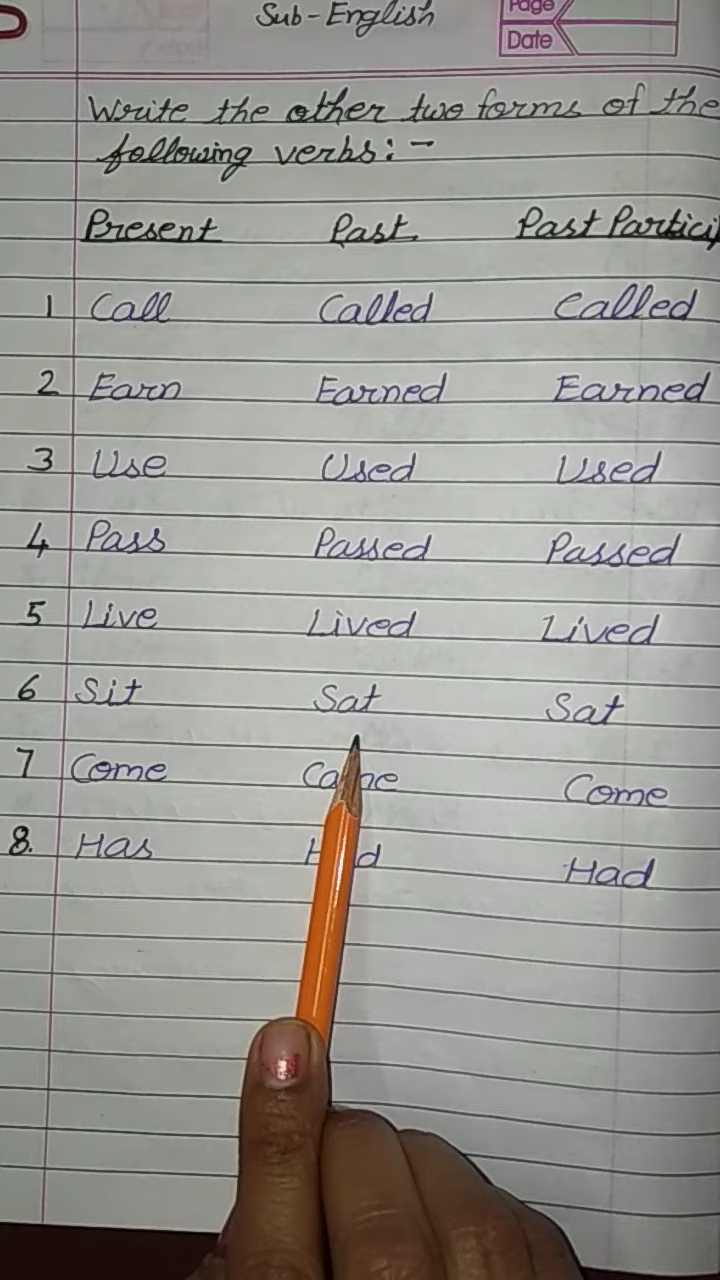 Sub-English
Page
Date
Write the other two forms of the
following verbs:-
Present Past Past Partici
1 Call Called Called
2 Earn Earned Earned
3 Use Used Used
4 Pass Passed Passed
5 Live Lived Lived
6 Sit Sat Sat
7 Come Came Come
8. Has Had Had